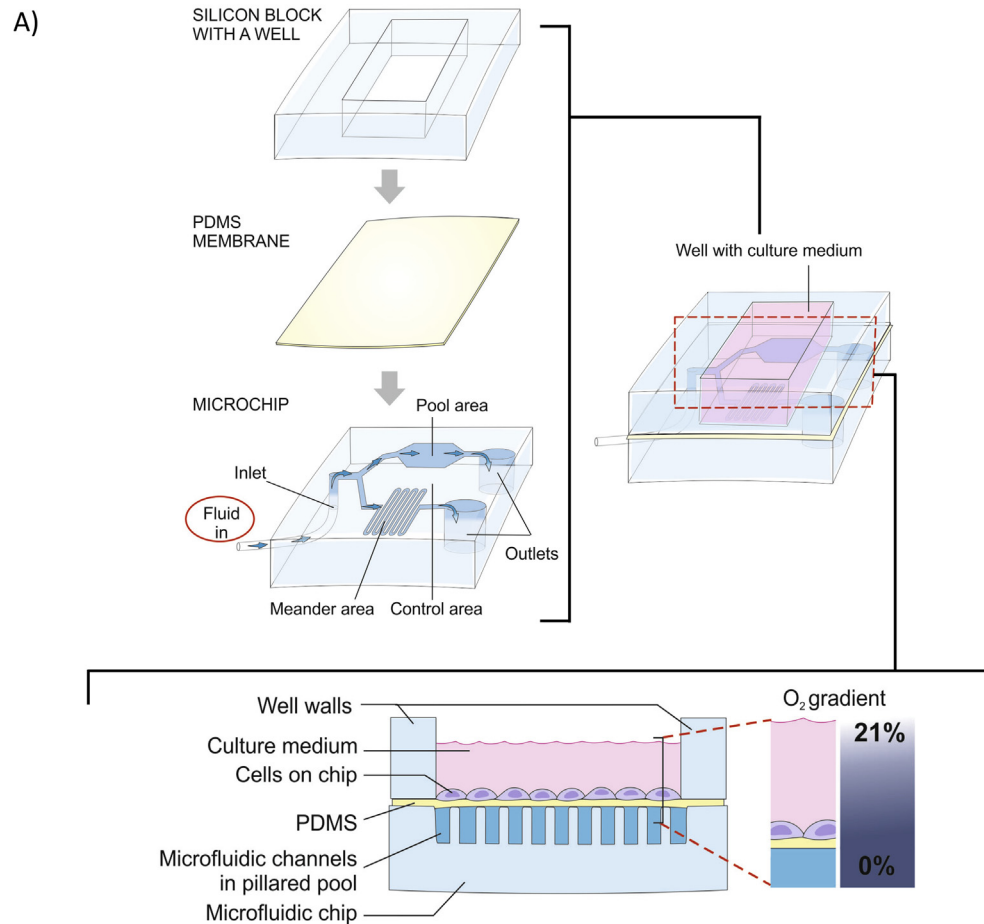 A)
SILICON BLOCK
WITH A WELL
PDMS
MEMBRANE
Well with culture medium
MICROCHIP
Pool area
Inlet
Fluid
in
Outlets
Meander area
Control area
Well walls
Culture medium
Cells on chip
PDMS
Microfluidic channels
in pillared pool
Microfluidic chip
O₂ gradient
21%
0%